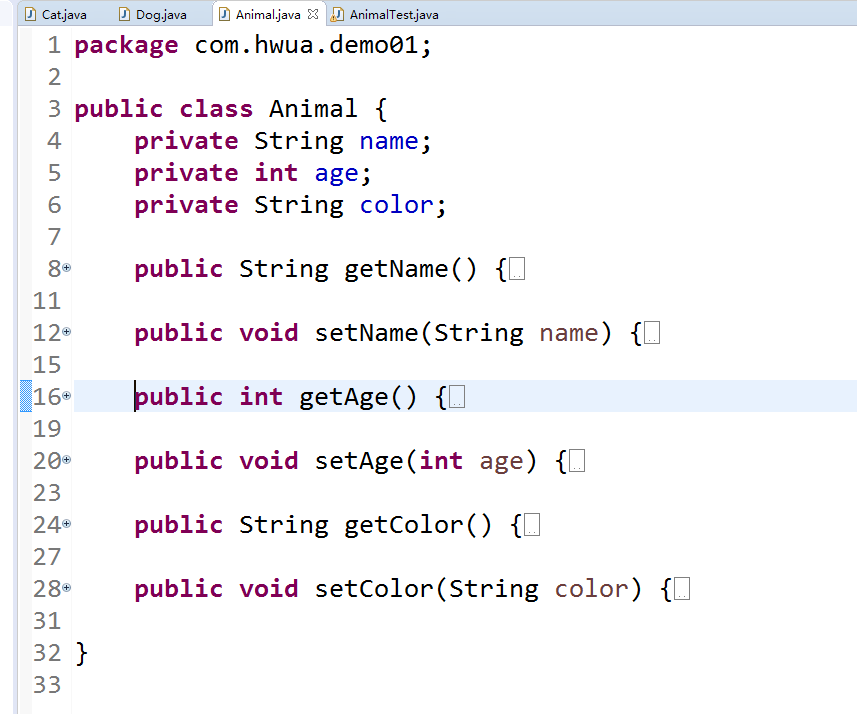 Cat.java Dog.java Animal.java AnimalTest.java
1 package com.hwua.demo01;
2
3 public class Animal {
4 private String name;
5 private int age;
6 private String color;
7
8 public String getName() {
11
12 public void setName(String name) {
15
16 public int getAge() {
19
20 public void setAge(int age) {
23
24 public String getColor() {
27
28 public void setColor(String color) {
31
32 }
33